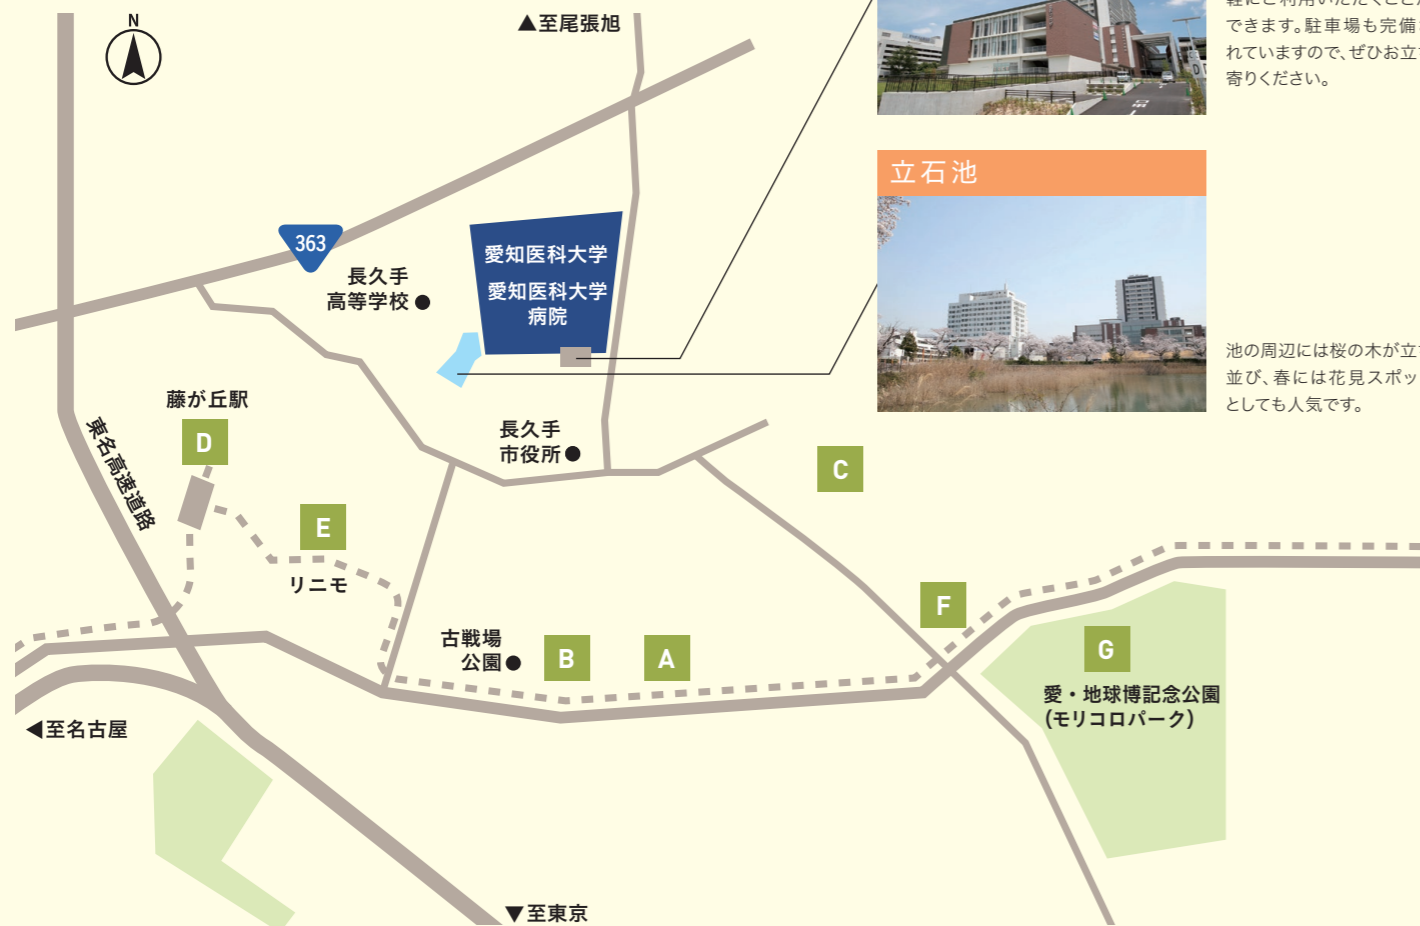 N
▲至尾張旭
363
長久手
高等学校
愛知医科大学
愛知医科大学
病院
できます。駐車場も完備
れていますので、ぜひお立
寄りください。
立石池
池の周辺には桜の木が立
並び、春には花見スポッ
としても人気です。
藤が丘駅
D
東名高速道路
E
リニモ
長久手
市役所
C
古戦場
公園
B
A
F
G
愛・地球博記念公園
(モリコロパーク)
◀至名古屋
▼至東京